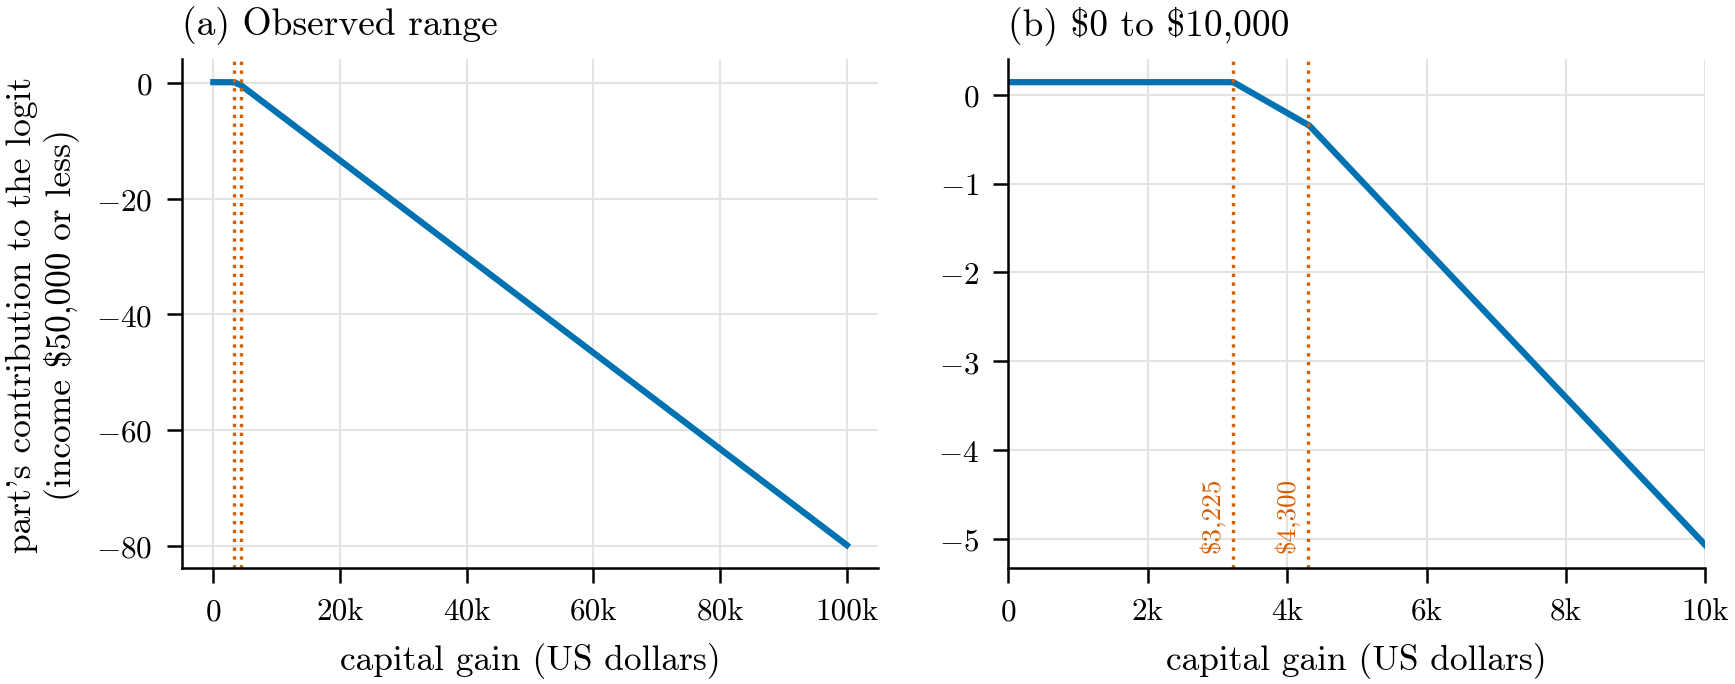 (a) Observed range
part's contribution to the logit
(income $50,000 or less)
0
−20
−40
−60
−80
0
20k
40k
60k
80k
100k
capital gain (US dollars)
(b) $0 to $10,000
0
−1
−2
−3
−4
−5
$3,225
$4,300
0
2k
4k
6k
8k
10k
capital gain (US dollars)